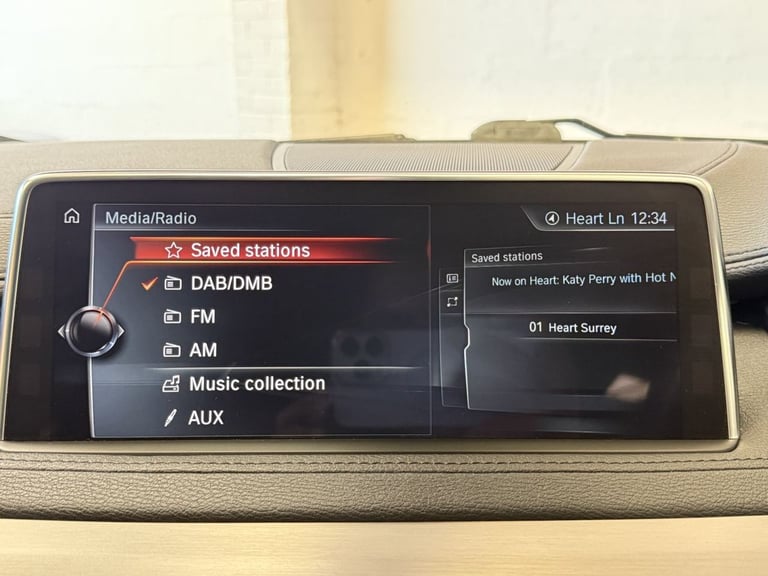 Media/Radio
Heart Ln 12:34
Saved stations
DAB/DMB
FM
AM
Music collection
AUX
Saved stations
Now on Heart: Katy Perry with Hot N
01 Heart Surrey